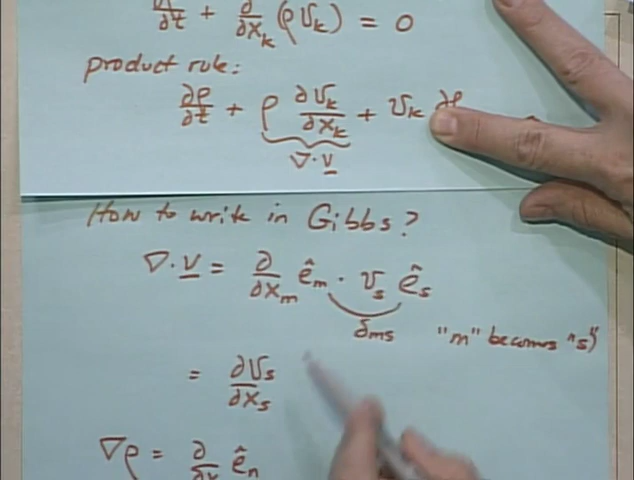 ∂/∂t + ∂/∂x_k (ρ v_k) = 0
product rule:
∂ρ/∂t + ρ ∂v_k/∂x_k + v_k ∂ρ
∇·v
How to write in Gibbs?
∇·v = ∂/∂x_m ê_m · v_s ê_s
δ_ms "m" becomes "s"
= ∂v_s/∂x_s
∇ρ = ∂/∂x ê_n